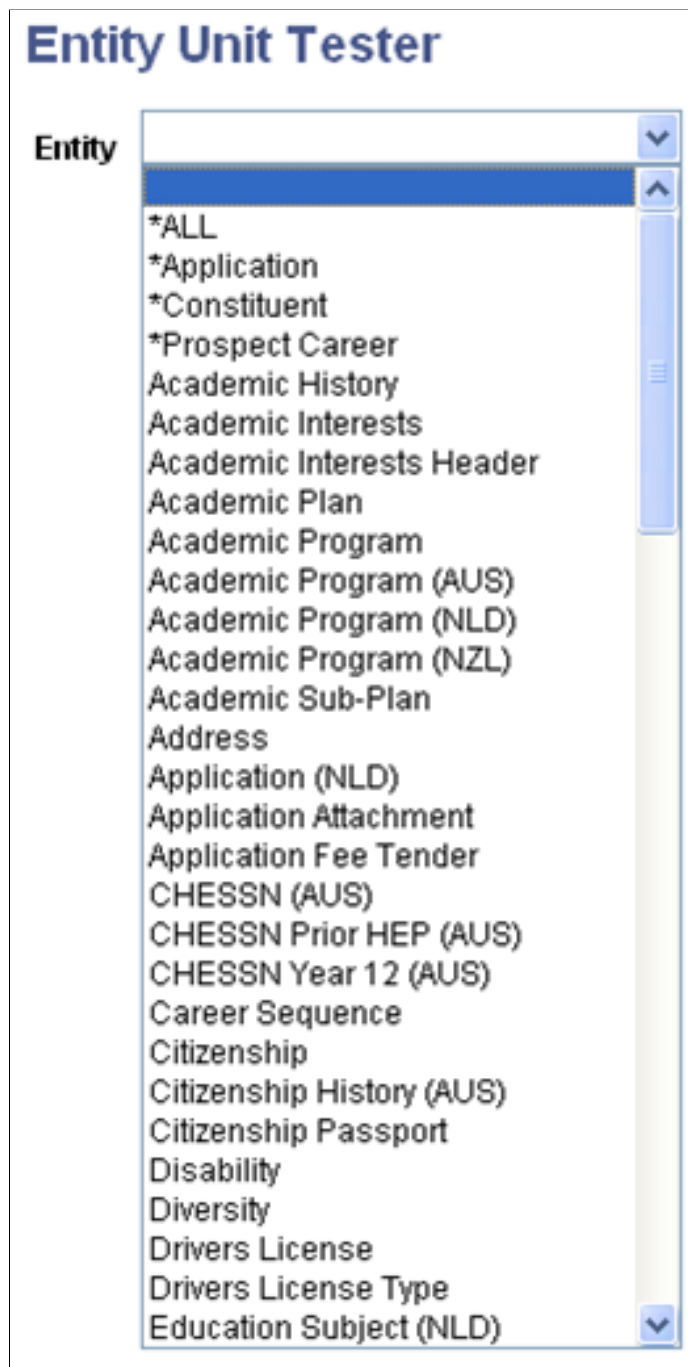 Entity Unit Tester
Entity
*ALL
*Application
*Constituent
*Prospect Career
Academic History
Academic Interests
Academic Interests Header
Academic Plan
Academic Program
Academic Program (AUS)
Academic Program (NLD)
Academic Program (NZL)
Academic Sub-Plan
Address
Application (NLD)
Application Attachment
Application Fee Tender
CHESSN (AUS)
CHESSN Prior HEP (AUS)
CHESSN Year 12 (AUS)
Career Sequence
Citizenship
Citizenship History (AUS)
Citizenship Passport
Disability
Diversity
Drivers License
Drivers License Type
Education Subject (NLD)